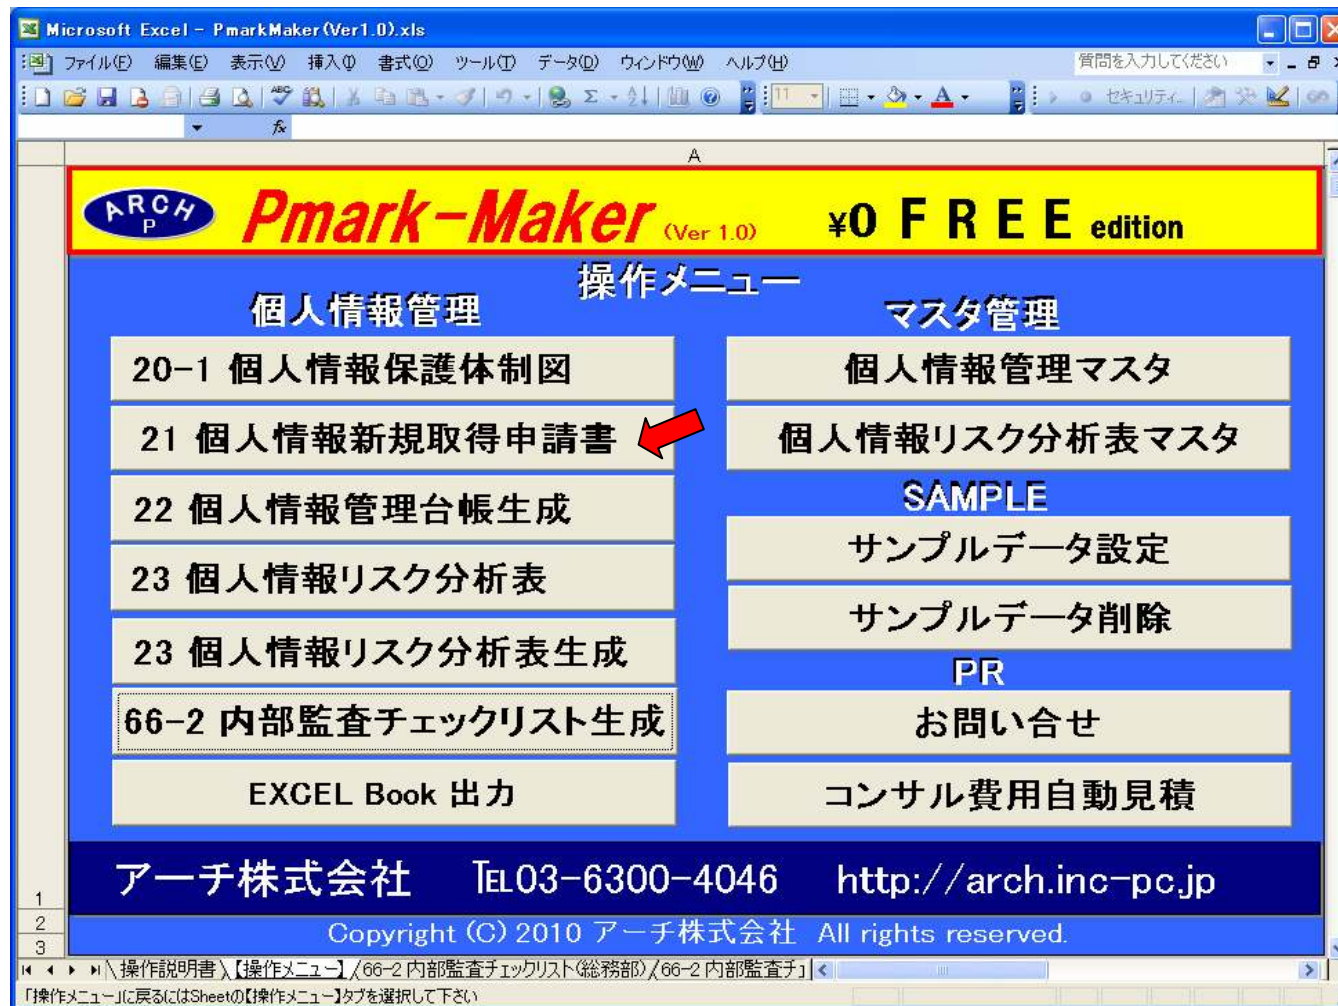 Microsoft Excel - PmarkMaker(Ver1.0).xls
ファイル(F) 編集(E) 表示(V) 挿入(I) 書式(O) ツール(T) データ(D) ウィンドウ(W) ヘルプ(H) 質問を入力してください
11 セキュリティ...
fx
A
ARCH P Pmark-Maker (Ver 1.0) ¥0 FREE edition
操作メニュー
個人情報管理 マスタ管理
20-1 個人情報保護体制図 個人情報管理マスタ
21 個人情報新規取得申請書 個人情報リスク分析表マスタ
22 個人情報管理台帳生成 SAMPLE
サンプルデータ設定
23 個人情報リスク分析表
サンプルデータ削除
23 個人情報リスク分析表生成
PR
66-2 内部監査チェックリスト生成 お問い合せ
EXCEL Book 出力 コンサル費用自動見積
アーチ株式会社 TEL03-6300-4046 http://arch.inc-pc.jp
1
2
Copyright (C) 2010 アーチ株式会社 All rights reserved.
3
操作説明書 【操作メニュー】 66-2 内部監査チェックリスト(総務部) 66-2 内部監査チ
「操作メニュー」に戻るにはSheetの【操作メニュー】タブを選択して下さい